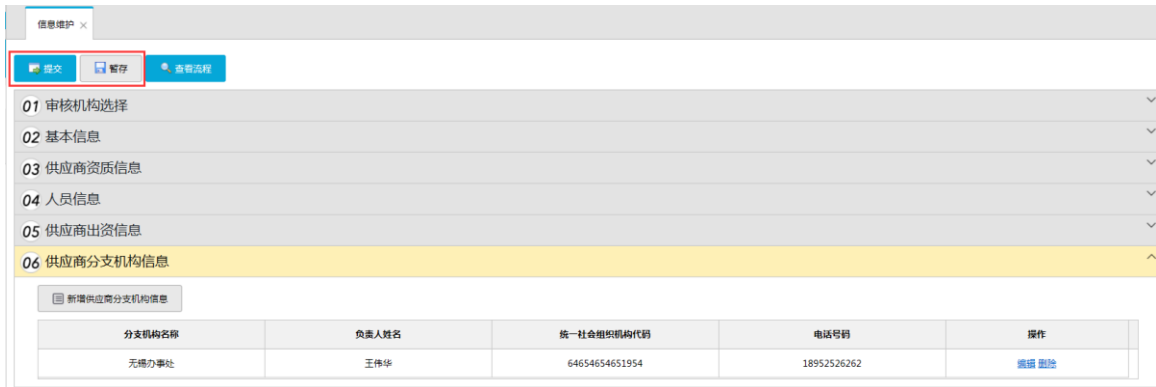 信息维护 ×
提交 暂存 查看流程
01 审核机构选择
02 基本信息
03 供应商资质信息
04 人员信息
05 供应商出资信息
06 供应商分支机构信息
新增供应商分支机构信息
分支机构名称 负责人姓名 统一社会组织机构代码 电话号码 操作
无锡办事处 王伟华 64654654651954 18952526262 编辑 删除